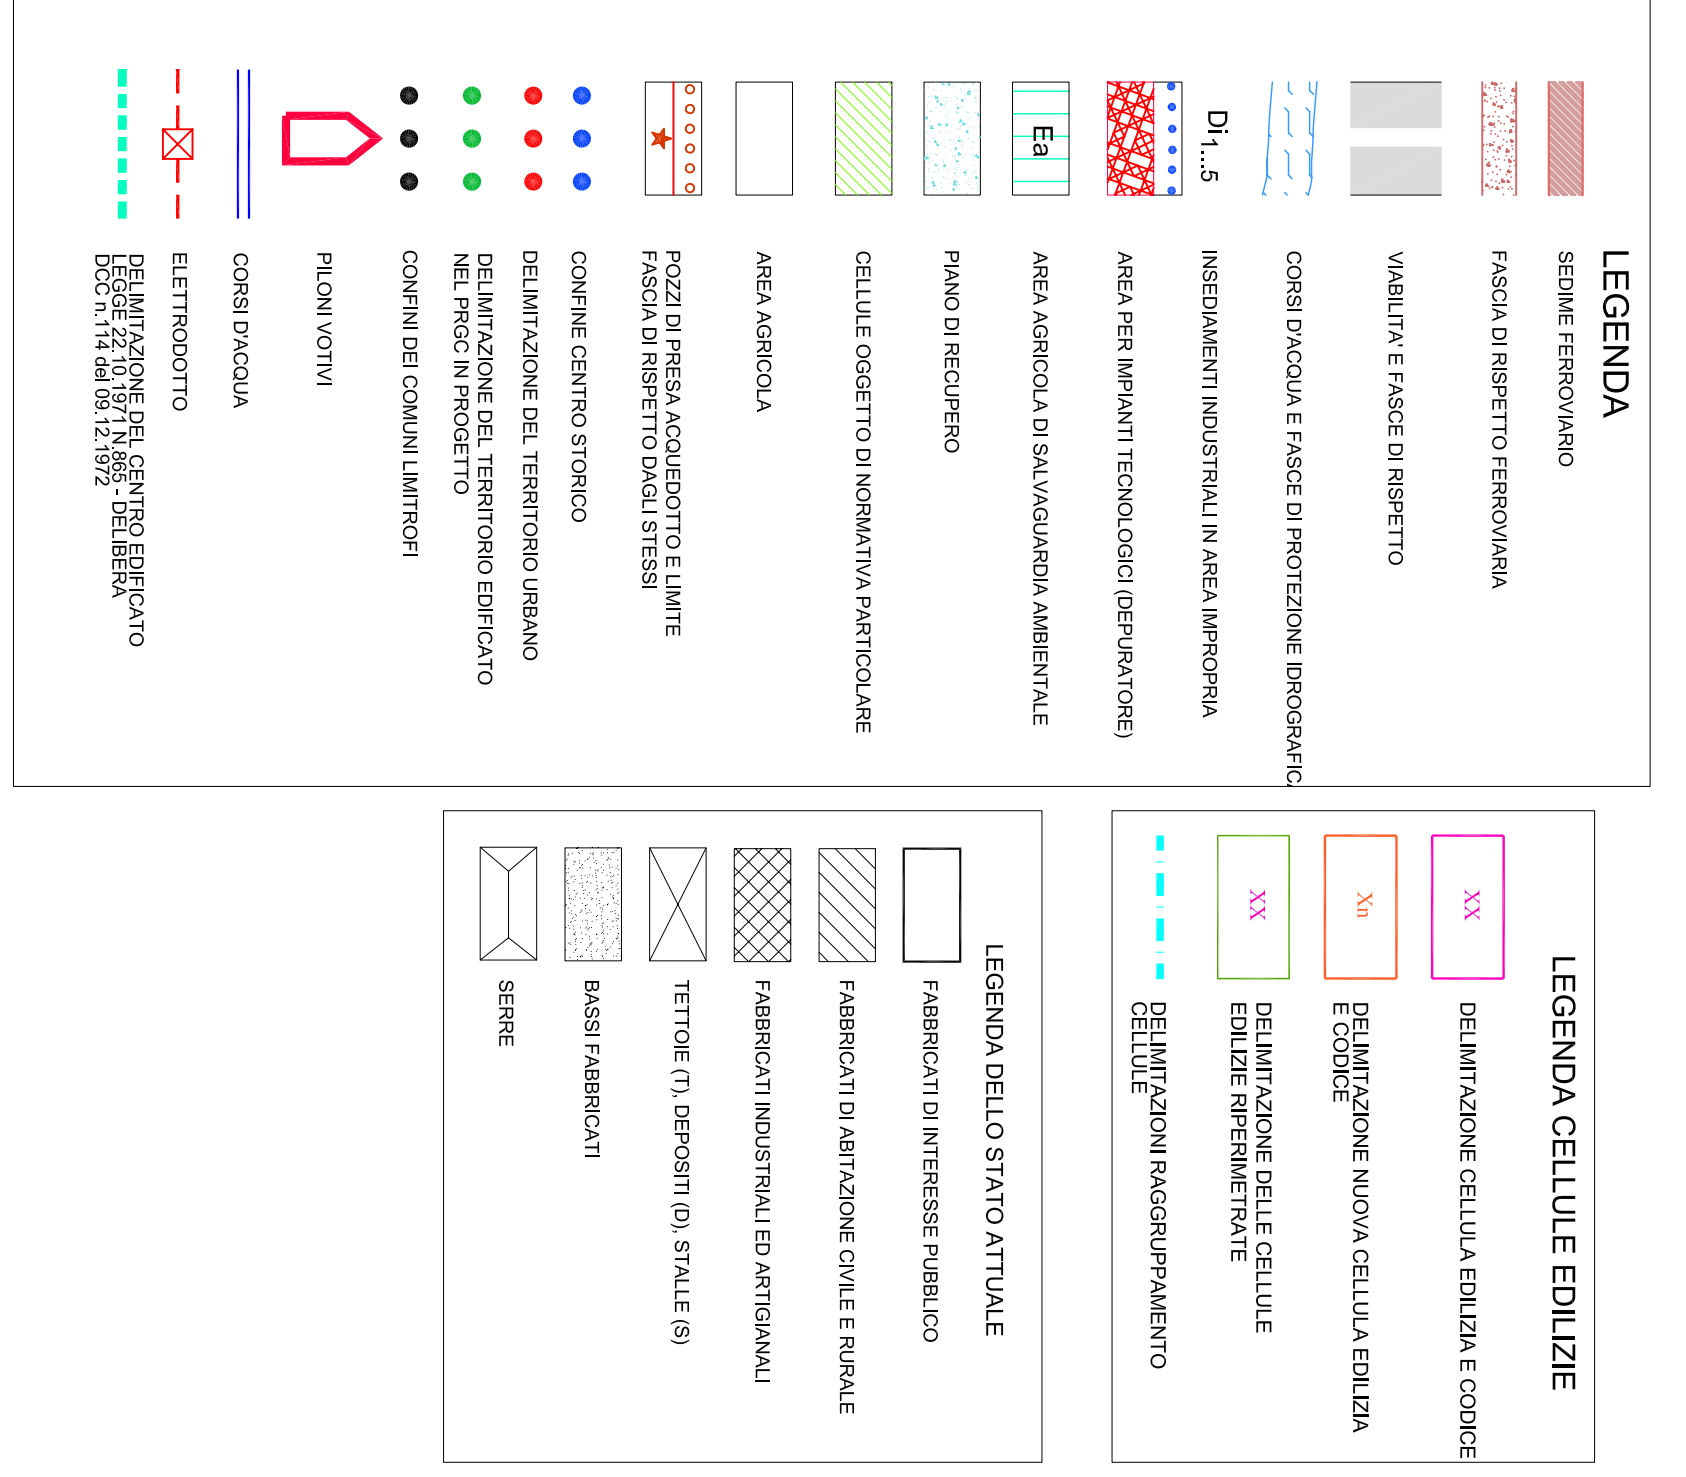 LEGENDA
SEDIME FERROVIARIO
FASCIA DI RISPETTO FERROVIARIA
VIABILITA' E FASCE DI RISPETTO
CORSI D'ACQUA E FASCE DI PROTEZIONE IDROGRAFICA
Di1...5
INSEDIAMENTI INDUSTRIALI IN AREA IMPROPRIA
AREA PER IMPIANTI TECNOLOGICI (DEPURATORE)
Ea
AREA AGRICOLA DI SALVAGUARDIA AMBIENTALE
PIANO DI RECUPERO
CELLULE OGGETTO DI NORMATIVA PARTICOLARE
AREA AGRICOLA
POZZI DI PRESA ACQUEDOTTO E LIMITE
FASCIA DI RISPETTO DAGLI STESSI
CONFINE CENTRO STORICO
DELIMITAZIONE DEL TERRITORIO URBANO
DELIMITAZIONE DEL TERRITORIO EDIFICATO
NEL PRGC IN PROGETTO
CONFINI DEI COMUNI LIMITROFI
PILONI VOTIVI
CORSI D'ACQUA
ELETTRODOTTO
DELIMITAZIONE DEL CENTRO EDIFICATO
LEGGE 22.10.1971 N.865 - DELIBERA
DCC n.114 del 09.12.1972
LEGENDA CELLULE EDILIZIE
XX
DELIMITAZIONE CELLULA EDILIZIA E CODICE
Xn
DELIMITAZIONE NUOVA CELLULA EDILIZIA
E CODICE
XX
DELIMITAZIONE DELLE CELLULE
EDILIZIE RIPERIMETRATE
DELIMITAZIONI RAGGRUPPAMENTO
CELLULE
LEGENDA DELLO STATO ATTUALE
FABBRICATI DI INTERESSE PUBBLICO
FABBRICATI DI ABITAZIONE CIVILE E RURALE
FABBRICATI INDUSTRIALI ED ARTIGIANALI
TETTOIE (T), DEPOSITI (D), STALLE (S)
BASSI FABBRICATI
SERRE